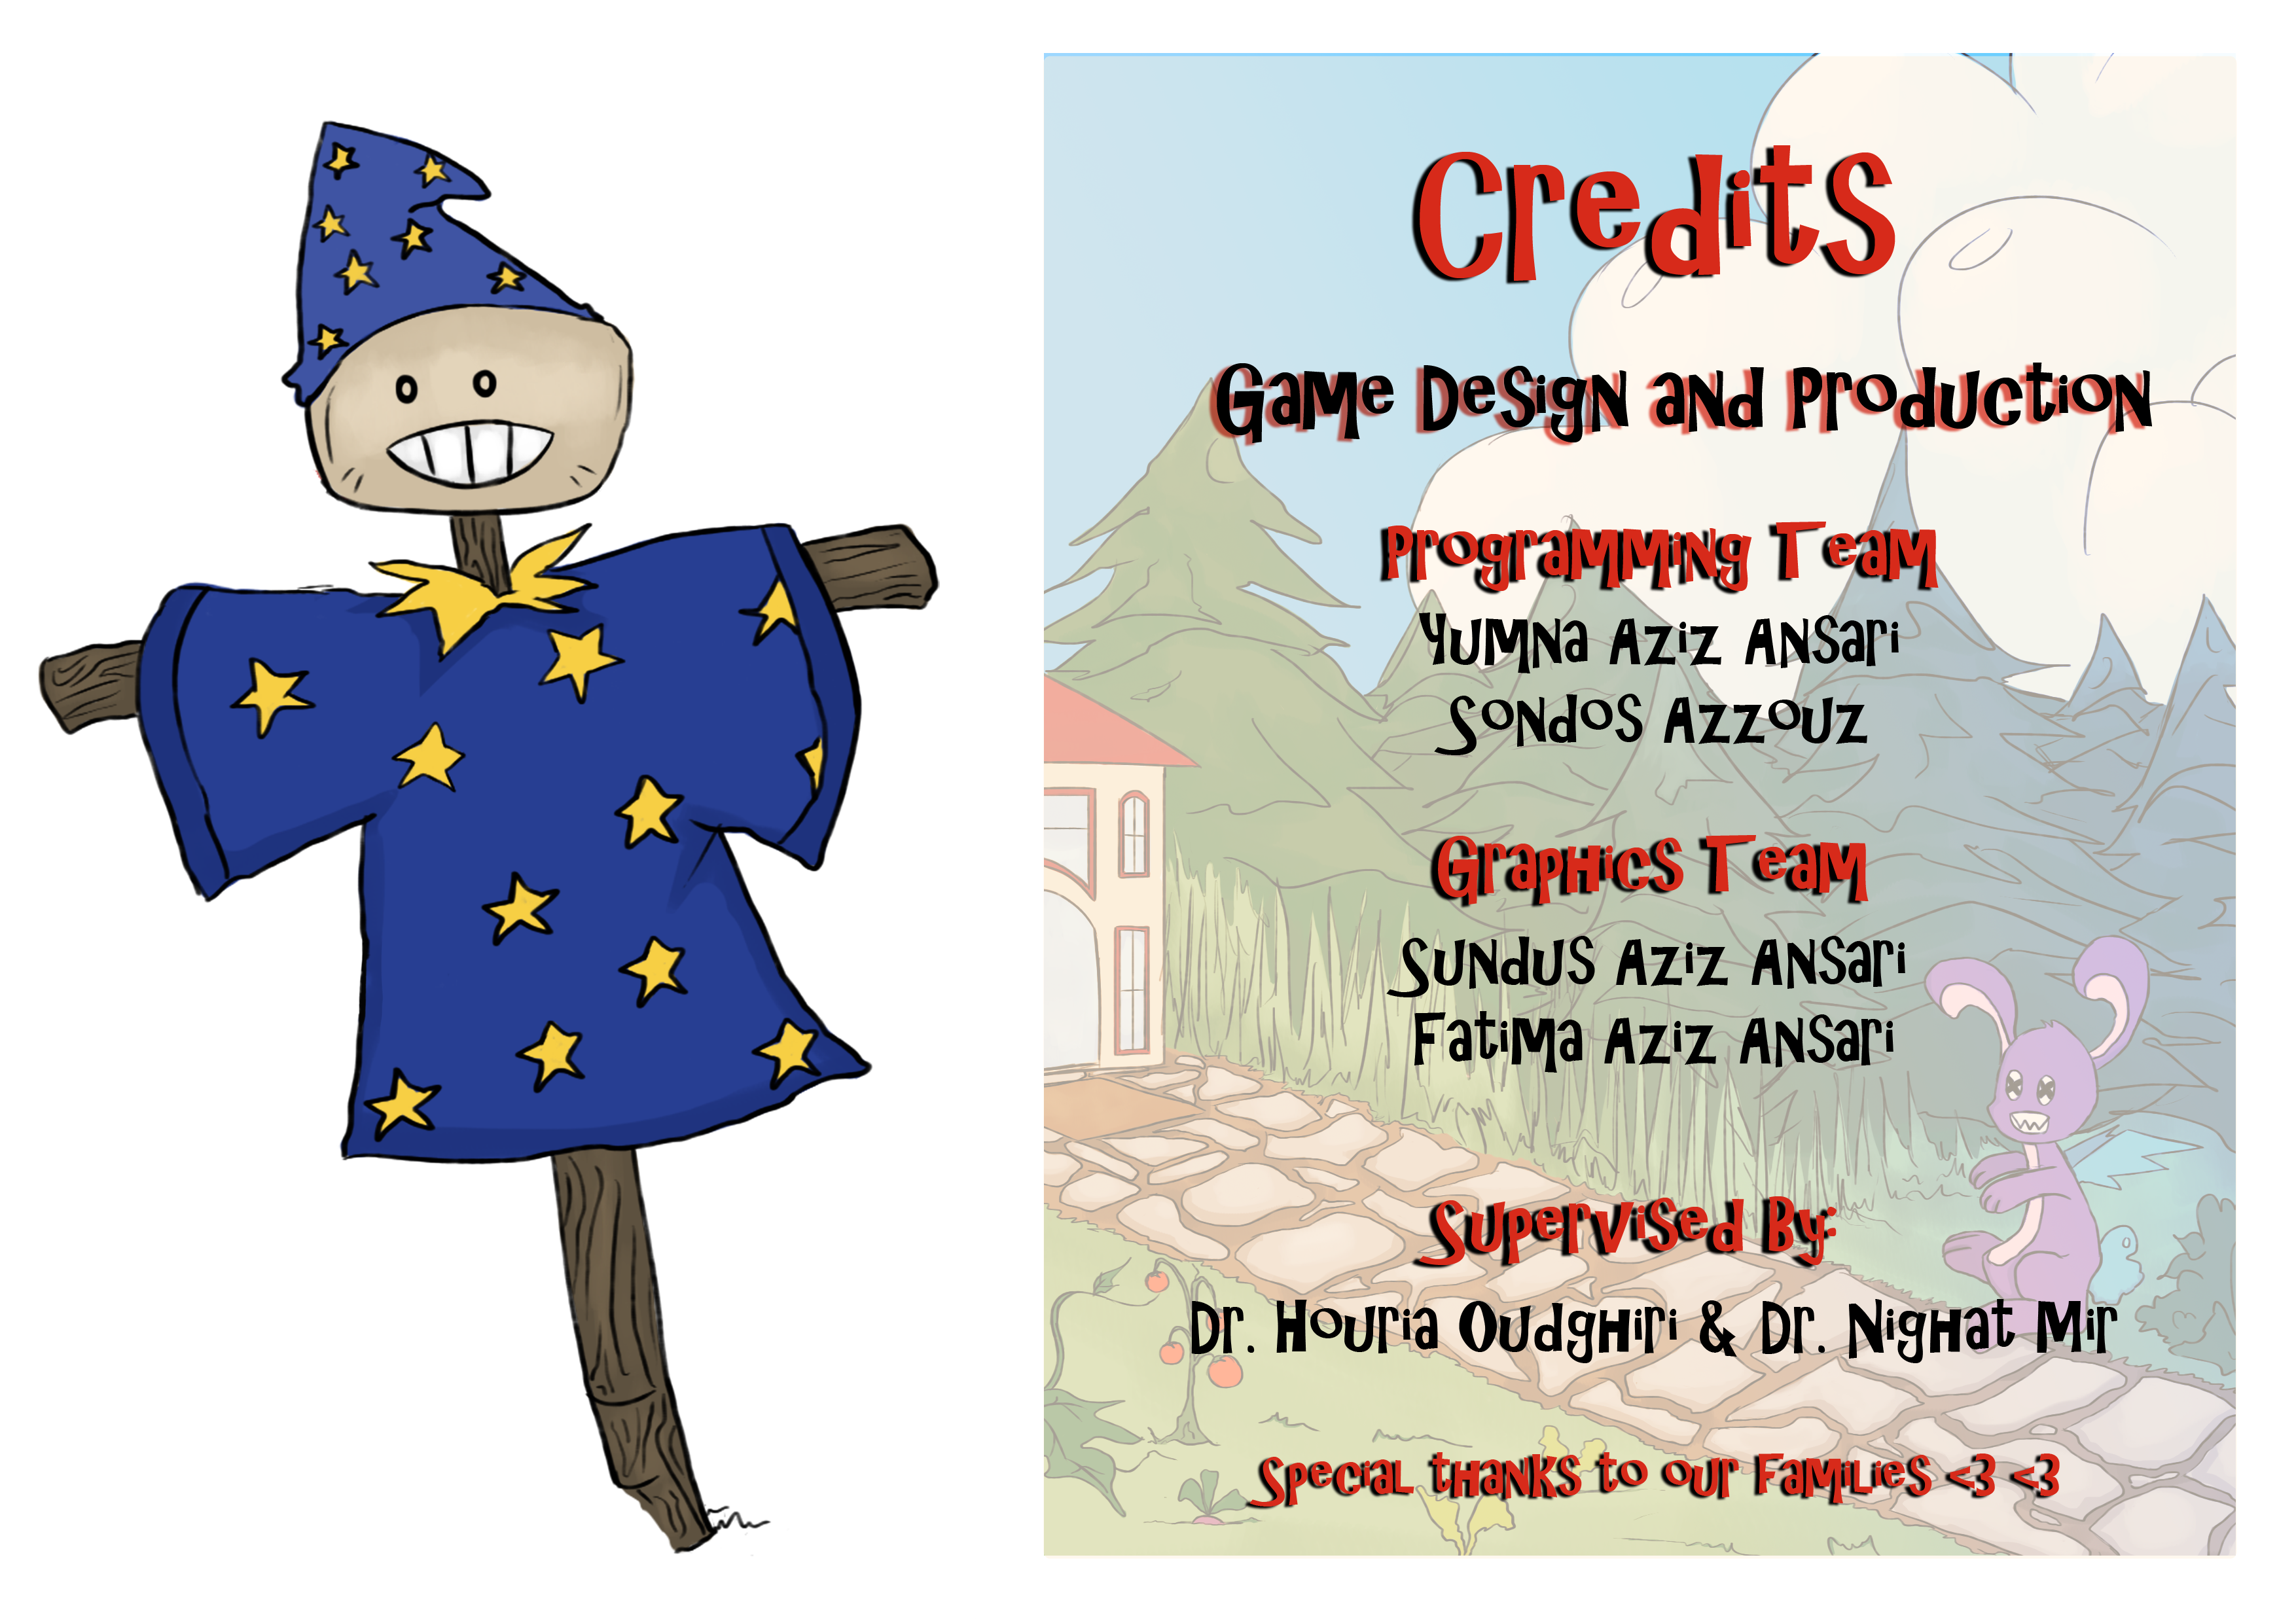 Credits
Game Design and Production
Programming Team
Yumna Aziz Ansari
Sondos Azzouz
Graphics Team
Sundus Aziz Ansari
Fatima Aziz Ansari
Supervised By:
Dr. Houria Oudghiri & Dr. Nighat Mir
Special thanks to our Families <3 <3